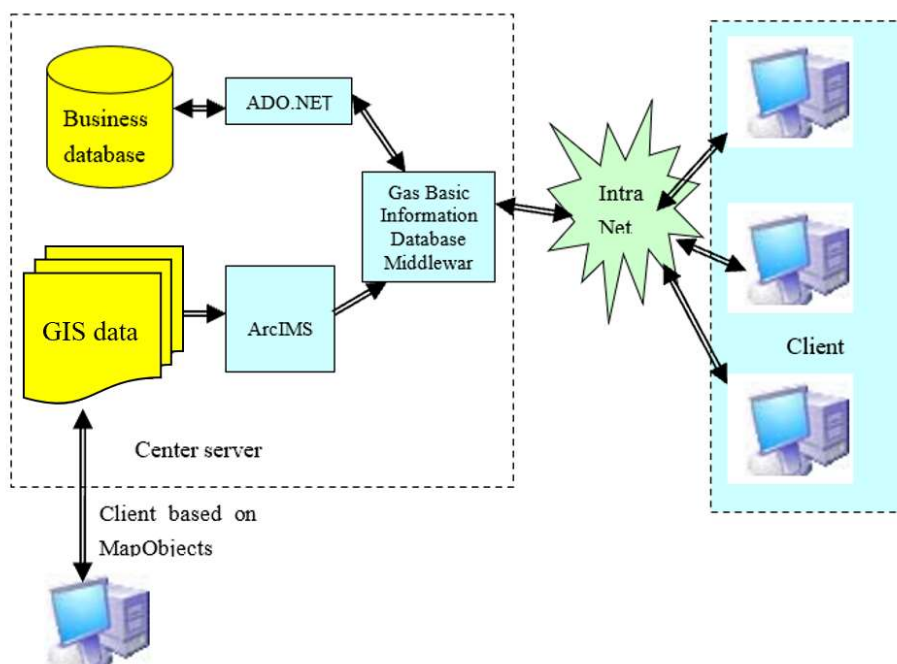 Business
database
ADO.NET
Gas Basic
Information
Database
Middlewar
Intra
Net
GIS data
ArcIMS
Client
Center server
Client based on
MapObjects